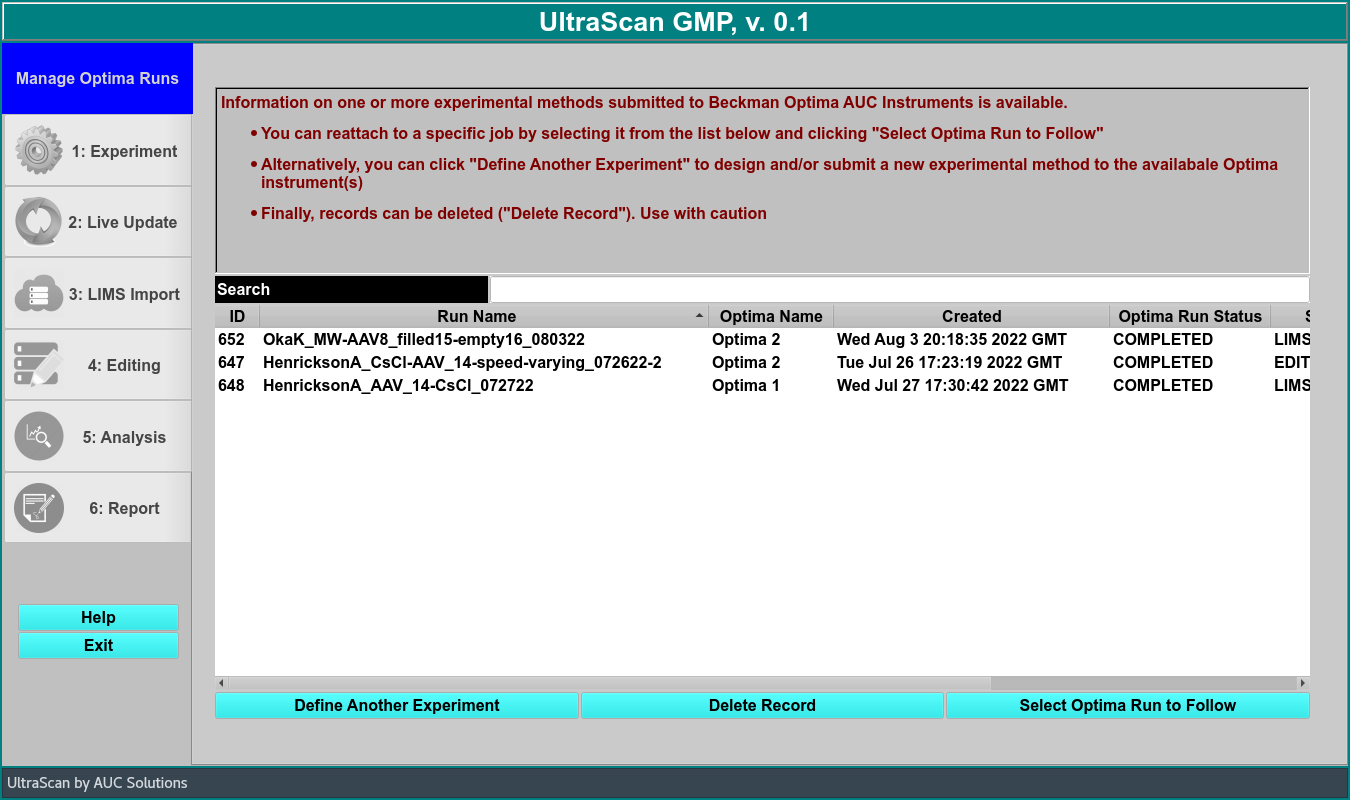 UltraScan GMP, v. 0.1
Manage Optima Runs
1: Experiment
2: Live Update
3: LIMS Import
4: Editing
5: Analysis
6: Report
Help
Exit
Information on one or more experimental methods submitted to Beckman Optima AUC Instruments is available.
• You can reattach to a specific job by selecting it from the list below and clicking "Select Optima Run to Follow"
• Alternatively, you can click "Define Another Experiment" to design and/or submit a new experimental method to the availabale Optima
instrument(s)
• Finally, records can be deleted ("Delete Record"). Use with caution
Search
ID Run Name Optima Name Created Optima Run Status S
652 OkaK_MW-AAV8_filled15-empty16_080322 Optima 2 Wed Aug 3 20:18:35 2022 GMT COMPLETED LIMS
647 HenricksonA_CsCl-AAV_14-speed-varying_072622-2 Optima 2 Tue Jul 26 17:23:19 2022 GMT COMPLETED EDIT
648 HenricksonA_AAV_14-CsCl_072722 Optima 1 Wed Jul 27 17:30:42 2022 GMT COMPLETED LIMS
Define Another Experiment Delete Record Select Optima Run to Follow
UltraScan by AUC Solutions